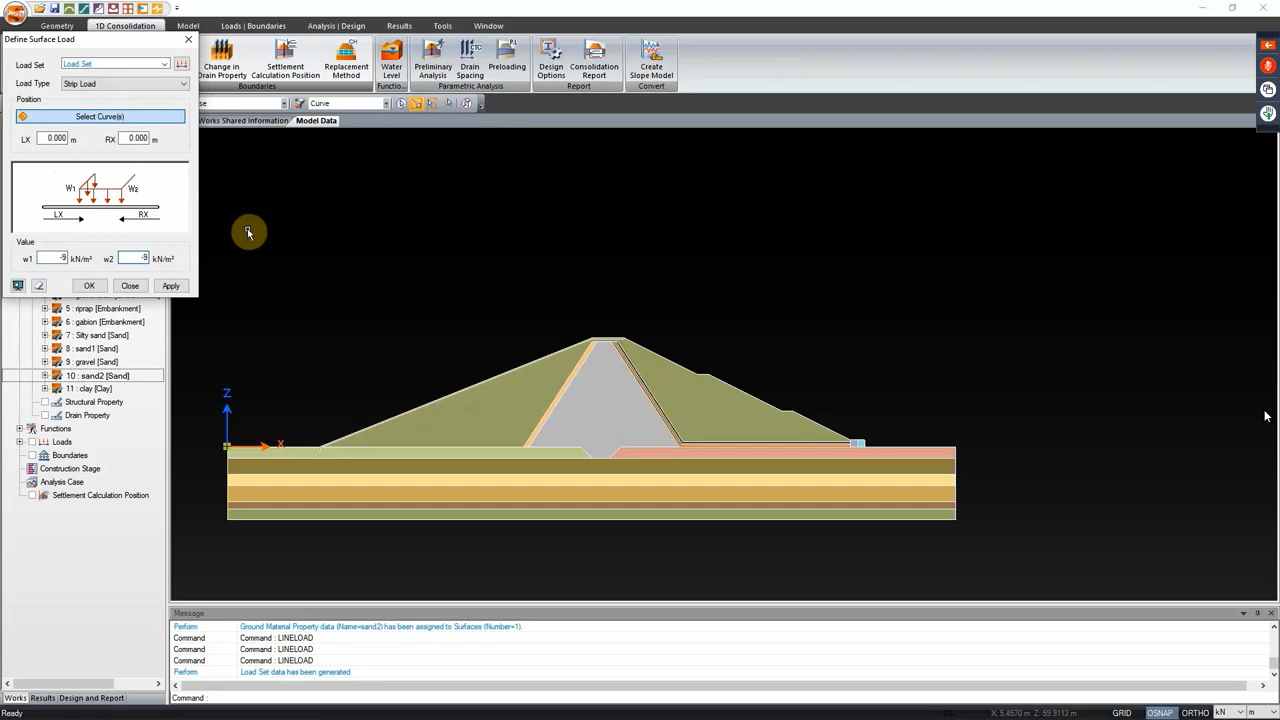 Geometry
1D Consolidation
Model
Loads | Boundaries
Analysis | Design
Results
Tools
Window
Define Surface Load
Load Set
Load Set
Load Type
Strip Load
Position
Select Curve(s)
LX 0.000 m RX 0.000 m
W1
W2
LX
RX
Value
w1 -9 kN/m² w2 -9 kN/m²
OK
Close
Apply
Change in Drain Property
Settlement Calculation Position
CH
Replacement Method
Boundaries
Water Level
Functio...
Preliminary Analysis
CTC
Drain Spacing
P.L
Preloading
Parametric Analysis
Design Options
Consolidation Report
Report
Create Slope Model
Convert
Curve
Works Shared Information
Model Data
5 : riprap [Embankment]
6 : gabion [Embankment]
7 : Silty sand [Sand]
8 : sand1 [Sand]
9 : gravel [Sand]
10 : sand2 [Sand]
11 : clay [Clay]
Structural Property
Drain Property
Functions
Loads
Boundaries
Construction Stage
Analysis Case
Settlement Calculation Position
Z
X
Works
Results
Design and Report
Message
Perform Ground Material Property data (Name=sand2) has been assigned to Surfaces (Number=1).
Command Command : LINELOAD
Command Command : LINELOAD
Command Command : LINELOAD
Perform Load Set data has been generated.
Command :
Ready
X: 5.4570 m Z: 59.9112 m
GRID
OSNAP
ORTHO
kN
m